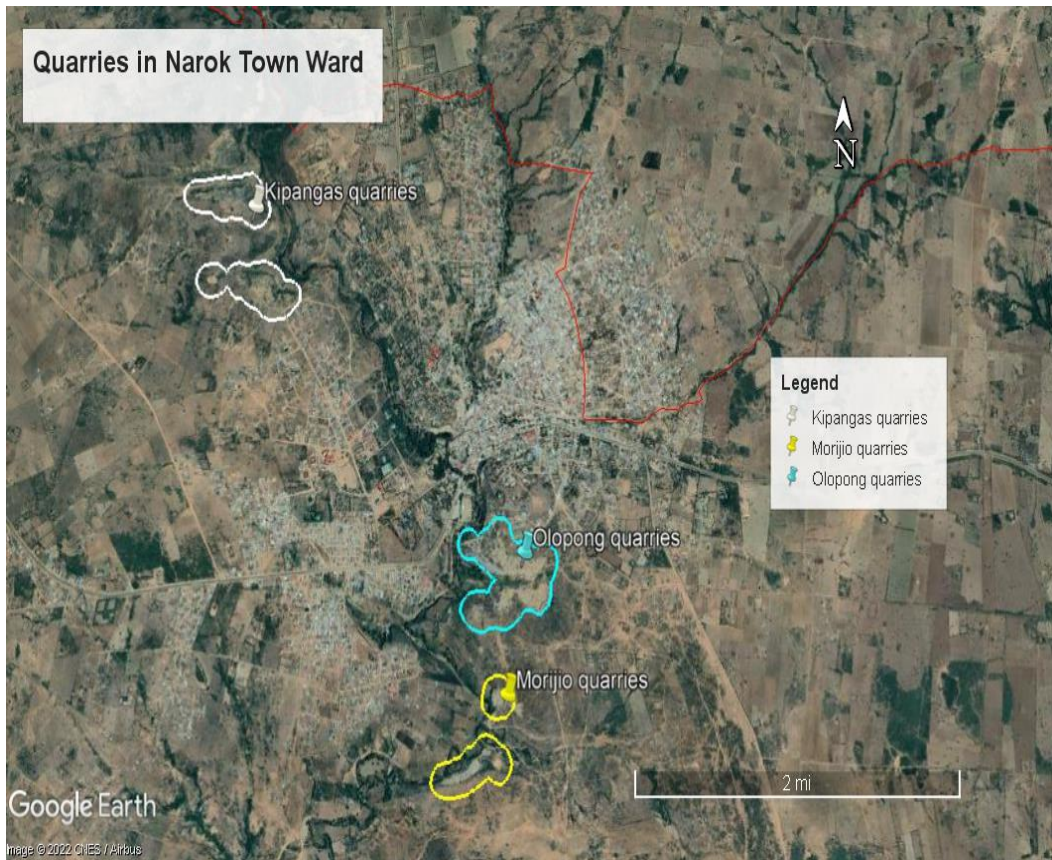 Quarries in Narok Town Ward
N
Kipangas quarries
Legend
Kipangas quarries
Morijio quarries
Olopong quarries
Olopong quarries
Morijio quarries
2 mi
Google Earth
Image © 2022 CNES / Airbus